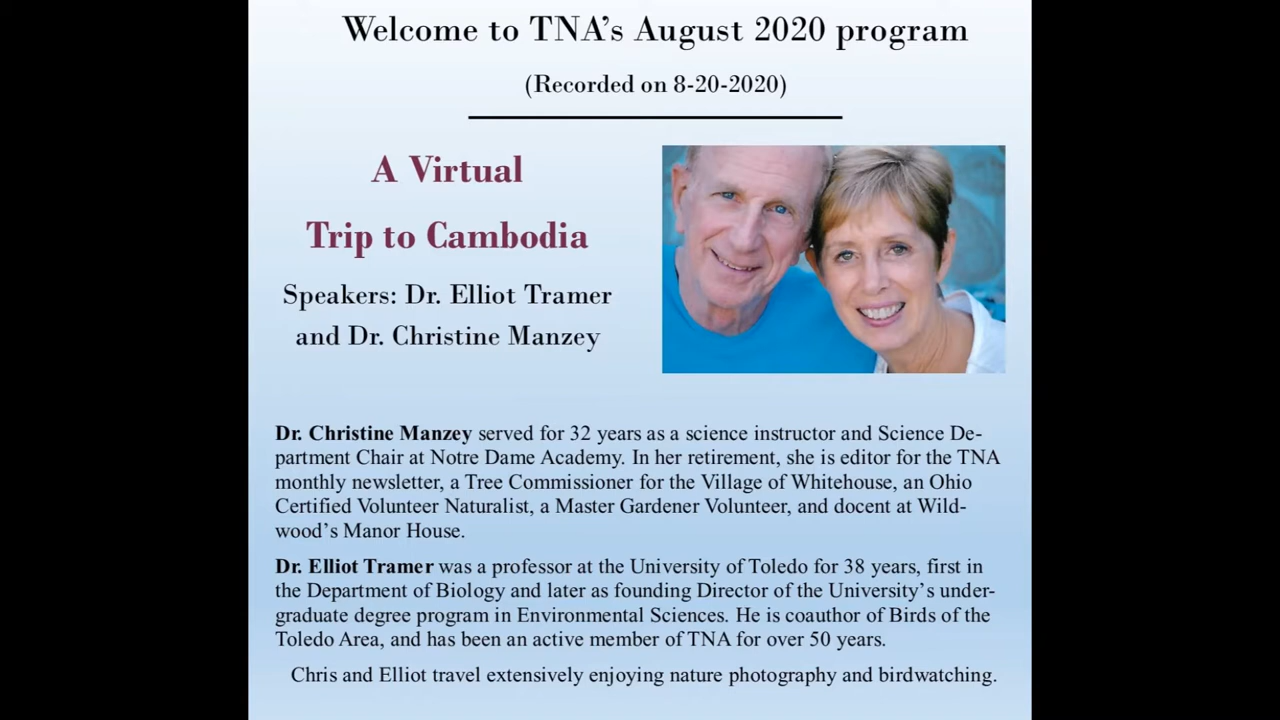 Welcome to TNA’s August 2020 program
(Recorded on 8-20-2020)
A Virtual
Trip to Cambodia
Speakers: Dr. Elliot Tramer
and Dr. Christine Manzey
Dr. Christine Manzey served for 32 years as a science instructor and Science De-
partment Chair at Notre Dame Academy. In her retirement, she is editor for the TNA
monthly newsletter, a Tree Commissioner for the Village of Whitehouse, an Ohio
Certified Volunteer Naturalist, a Master Gardener Volunteer, and docent at Wild-
wood’s Manor House.
Dr. Elliot Tramer was a professor at the University of Toledo for 38 years, first in
the Department of Biology and later as founding Director of the University’s under-
graduate degree program in Environmental Sciences. He is coauthor of Birds of the
Toledo Area, and has been an active member of TNA for over 50 years.
Chris and Elliot travel extensively enjoying nature photography and birdwatching.